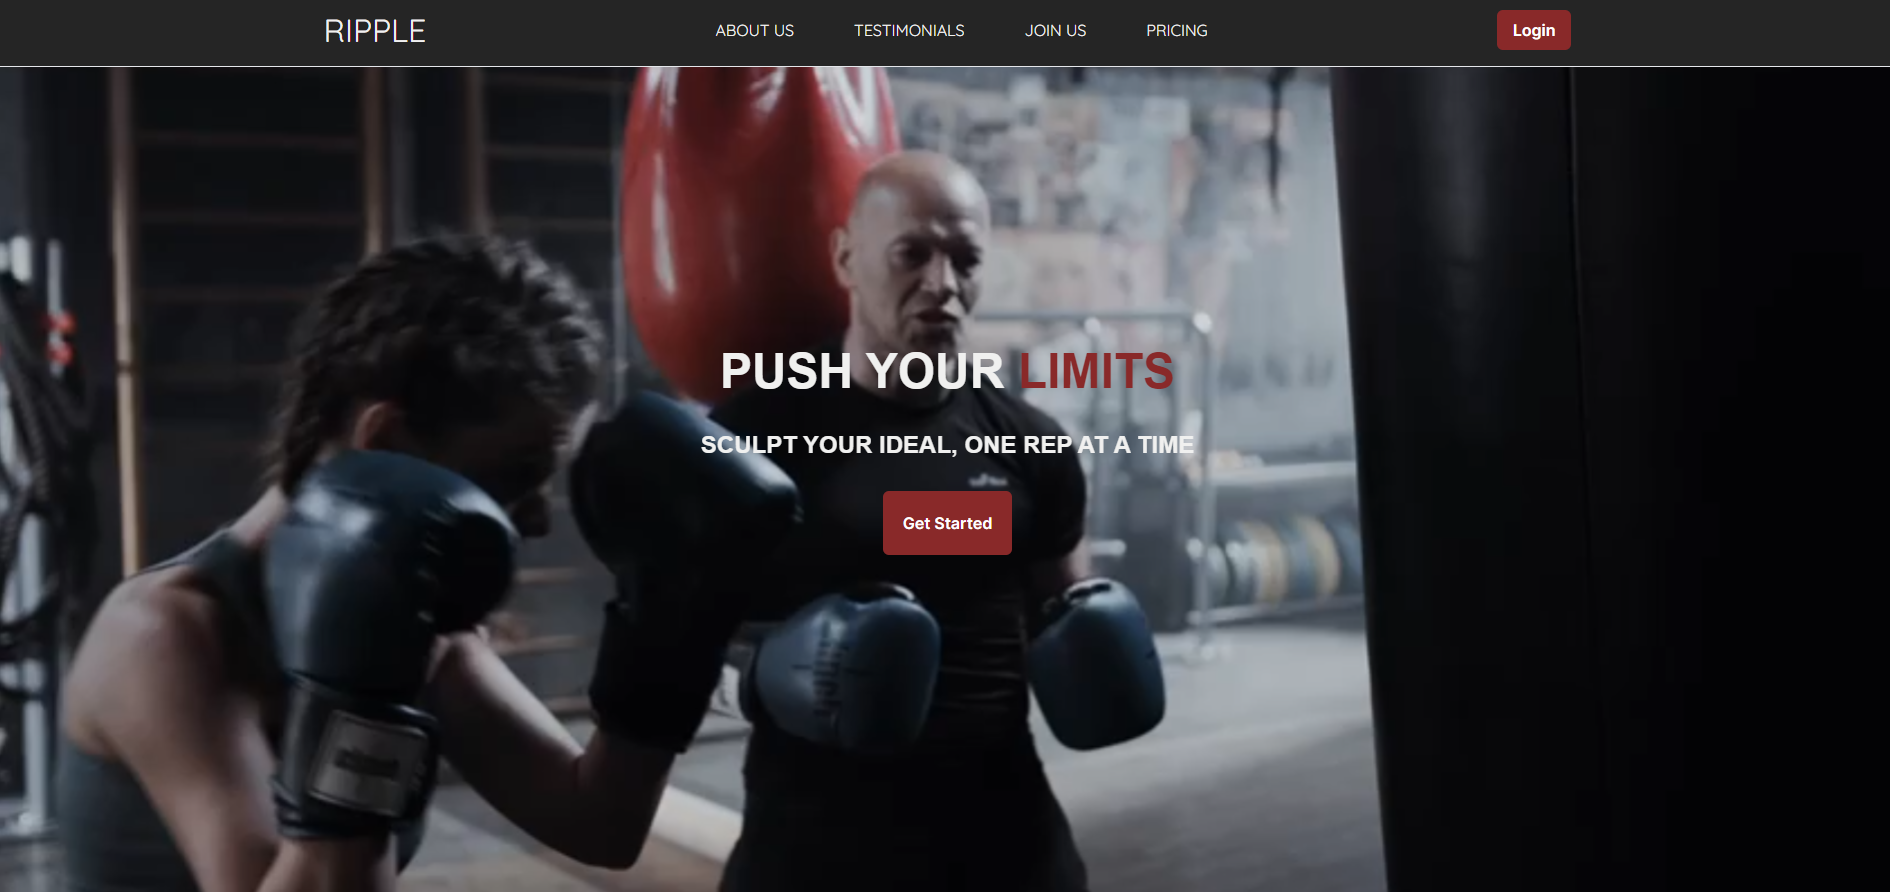 RIPPLE
ABOUT US
TESTIMONIALS
JOIN US
PRICING
Login
PUSH YOUR LIMITS
SCULPT YOUR IDEAL, ONE REP AT A TIME
Get Started